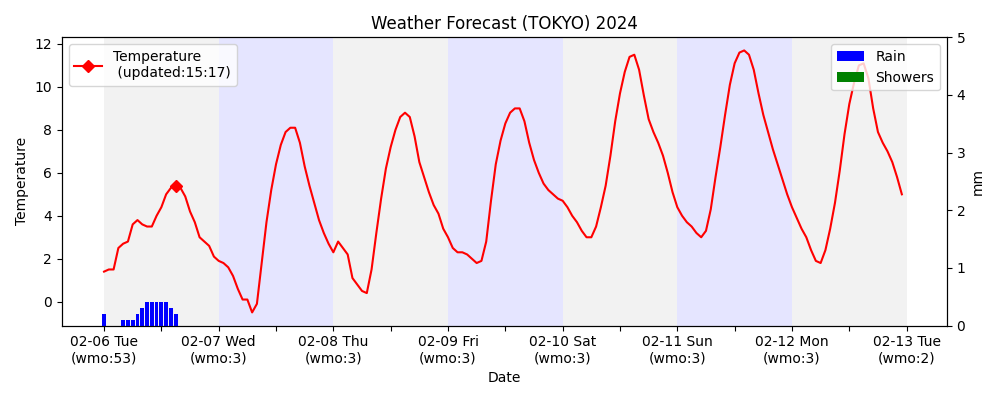 Weather Forecast (TOKYO) 2024
Temperature
(updated:15:17)
Rain
Showers
12
10
8
6
4
2
0
Temperature
5
4
3
2
1
0
mm
02-06 Tue
(wmo:53)
02-07 Wed
(wmo:3)
02-08 Thu
(wmo:3)
02-09 Fri
(wmo:3)
02-10 Sat
(wmo:3)
02-11 Sun
(wmo:3)
02-12 Mon
(wmo:3)
02-13 Tue
(wmo:2)
Date